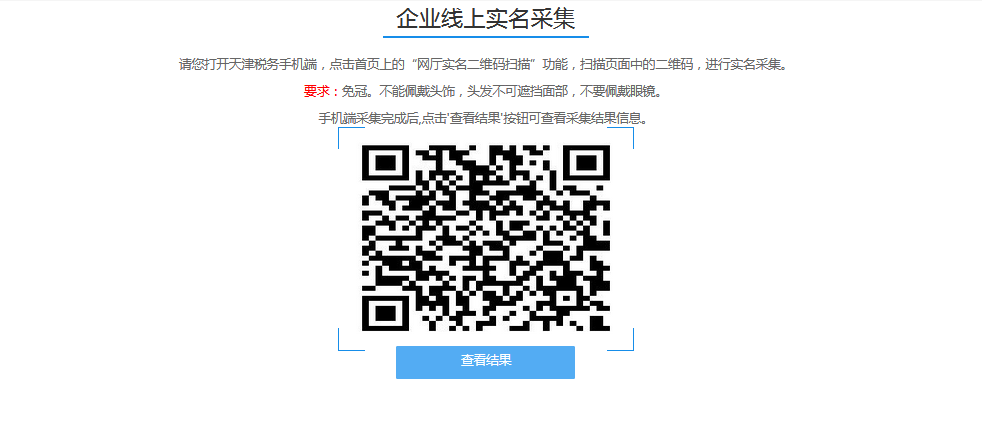 企业线上实名采集
请您打开天津税务手机端，点击首页上的“网厅实名二维码扫描”功能，扫描页面中的二维码，进行实名采集。
要求：免冠。不能佩戴头饰，头发不可遮挡面部，不要佩戴眼镜。
手机端采集完成后,点击'查看结果'按钮可查看采集结果信息。
查看结果